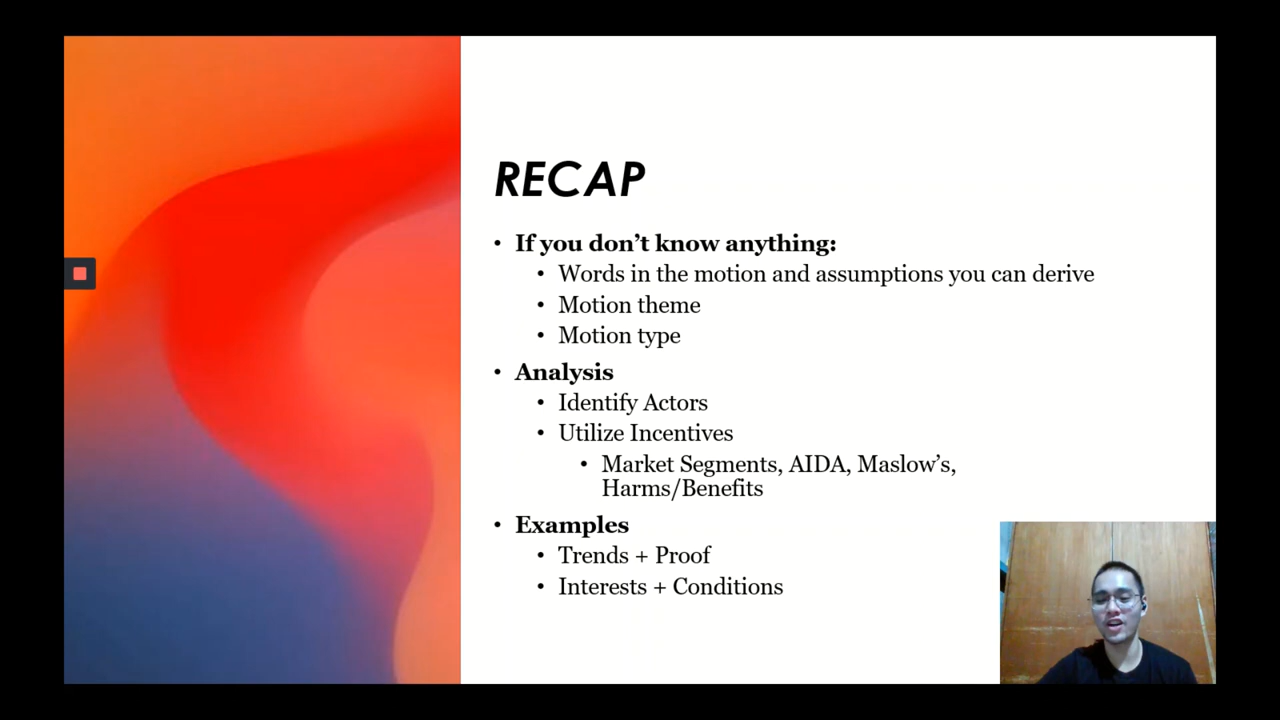 RECAP
• If you don't know anything:
• Words in the motion and assumptions you can derive
• Motion theme
• Motion type
• Analysis
• Identify Actors
• Utilize Incentives
• Market Segments, AIDA, Maslow's,
Harms/Benefits
• Examples
• Trends + Proof
• Interests + Conditions